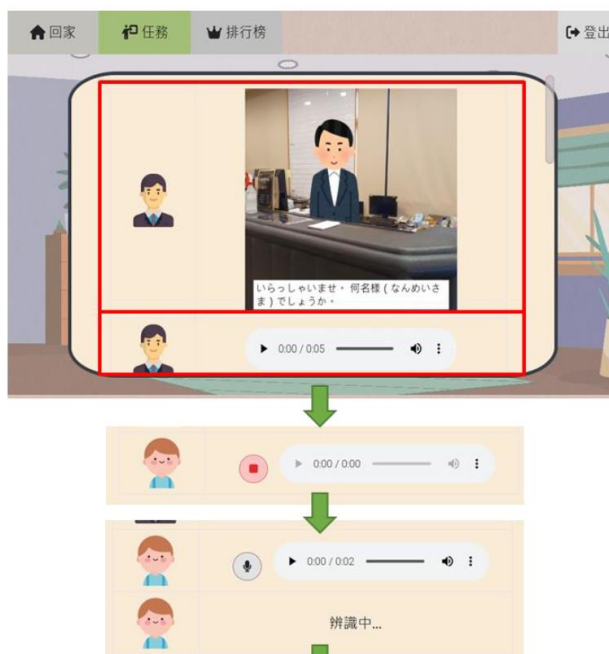 回家
任務
排行榜
登出
いらっしゃいませ・何名様 ( なんめいさ
ま ) でしょうか・
0:00 / 0:05
0:00 / 0:00
0:00 / 0:02
辨識中...